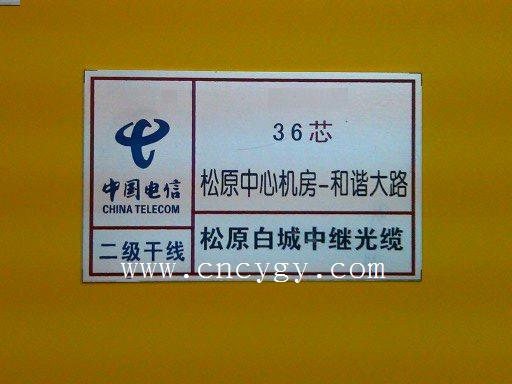 36芯
中国电信
CHINA TELECOM
松原中心机房-和谐大路
二级干线
松原白城中继光缆
www.cncygy.com